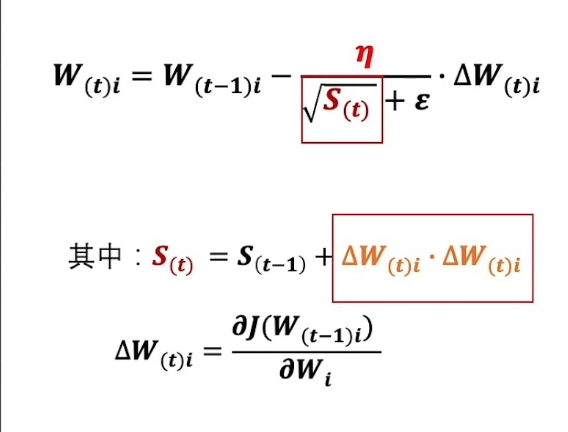 W(t)i = W(t−1)i − η / (√S(t) + ε) · ΔW(t)i
其中：S(t) = S(t−1) + ΔW(t)i · ΔW(t)i
ΔW(t)i = ∂J(W(t−1)i) / ∂Wi